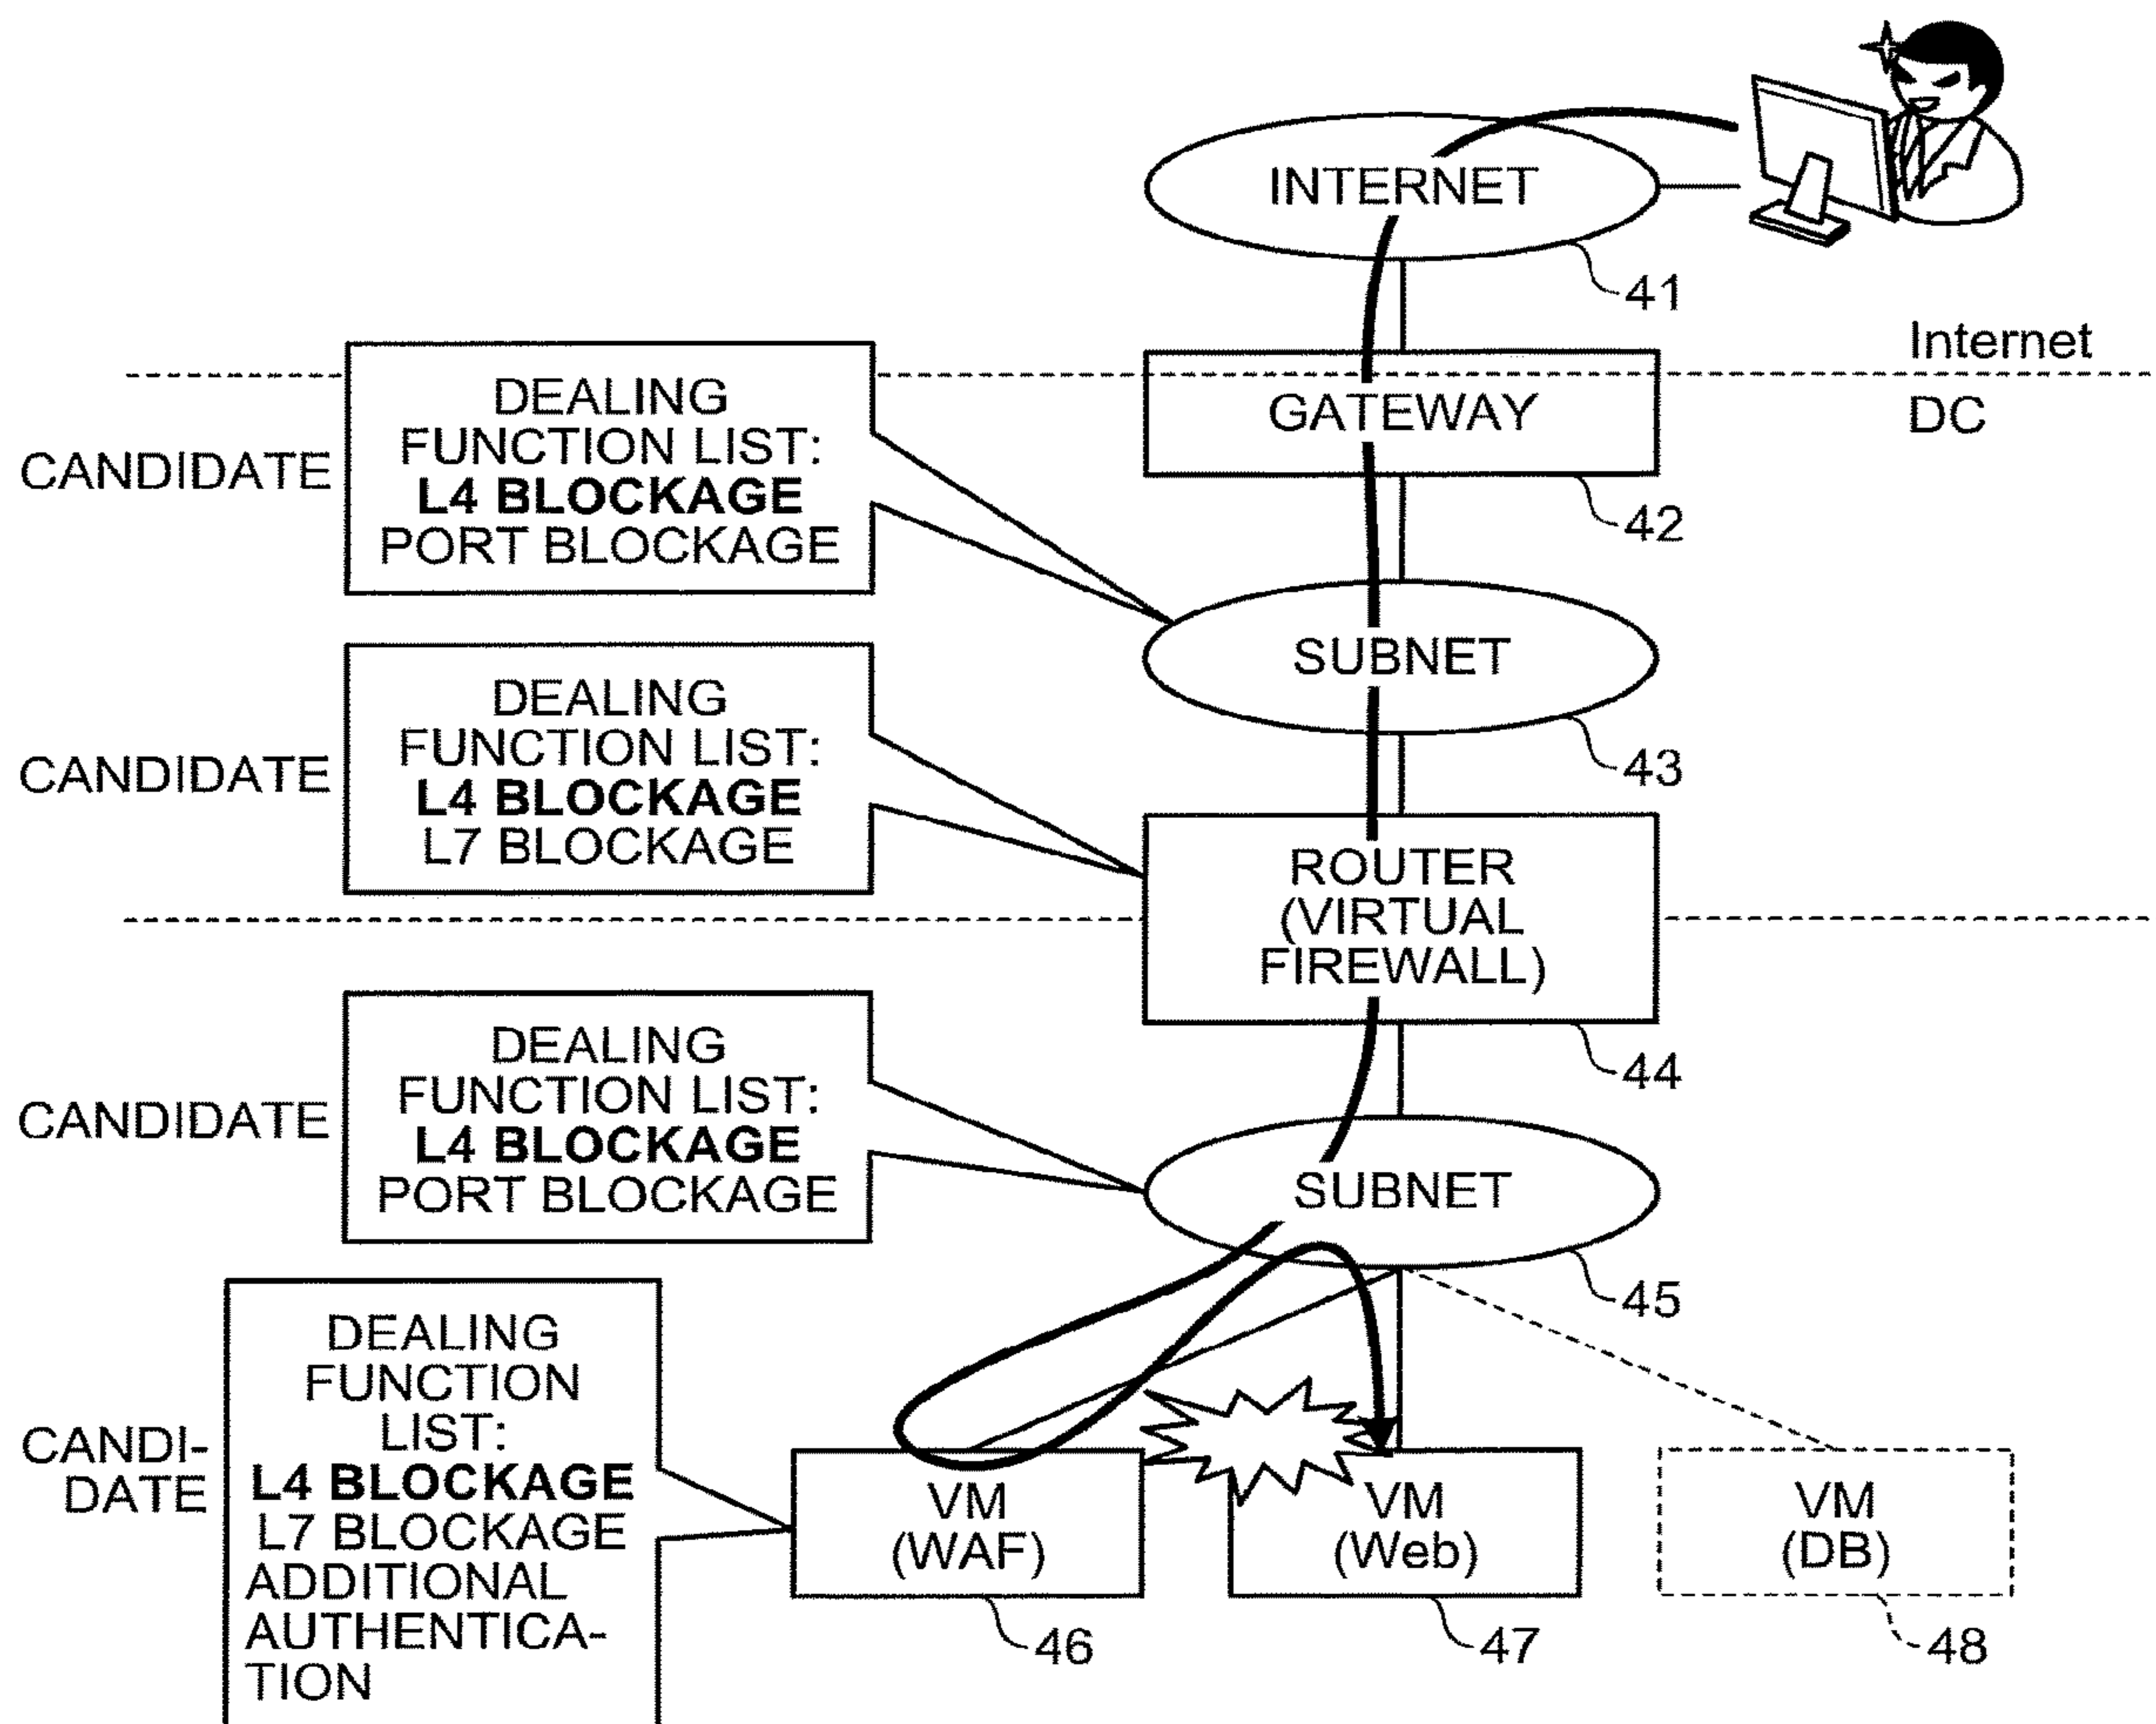 INTERNET
41
Internet
DC
GATEWAY
42
CANDIDATE
DEALING
FUNCTION LIST:
L4 BLOCKAGE
PORT BLOCKAGE
SUBNET
43
CANDIDATE
DEALING
FUNCTION LIST:
L4 BLOCKAGE
L7 BLOCKAGE
ROUTER
(VIRTUAL
FIREWALL)
44
CANDIDATE
DEALING
FUNCTION LIST:
L4 BLOCKAGE
PORT BLOCKAGE
SUBNET
45
CANDI-
DATE
DEALING
FUNCTION
LIST:
L4 BLOCKAGE
L7 BLOCKAGE
ADDITIONAL
AUTHENTICA-
TION
VM
(WAF)
46
VM
(Web)
47
VM
(DB)
48